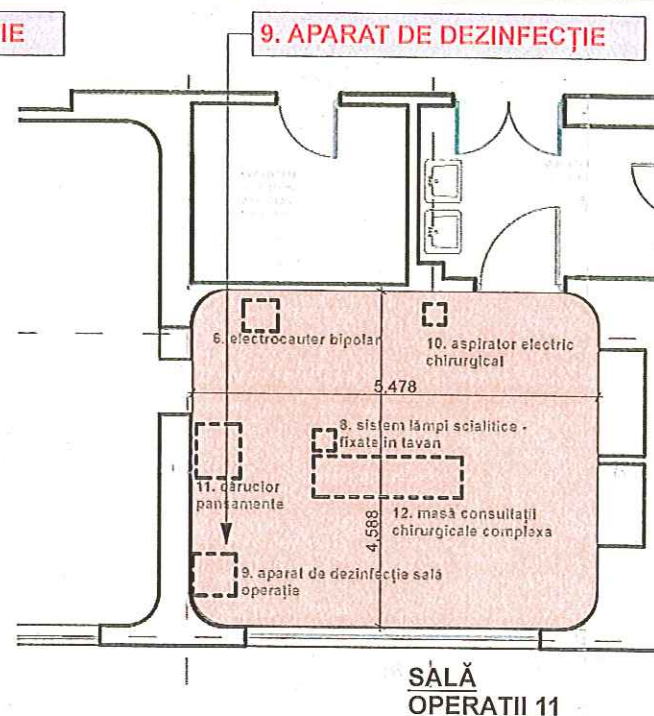 IE
9. APARAT DE DEZINFECȚIE
6. electrocauter bipolar
10. aspirator electric
chirurgical
5,478
8. sistem lămpi scialitice -
fixate in tavan
11. cărucior
pansamente
12. masă consultații
chirurgicale complexa
4,588
9. aparat de dezinfecție sală
operație
SALĂ
OPERATII 11